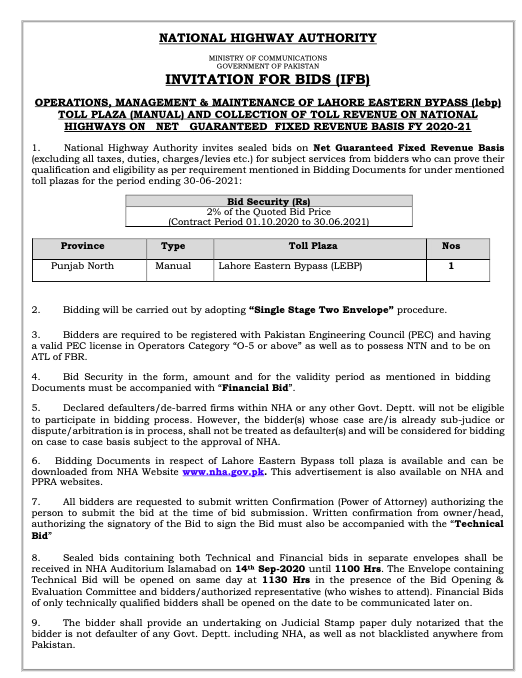 NATIONAL HIGHWAY AUTHORITY
MINISTRY OF COMMUNICATIONS
GOVERNMENT OF PAKISTAN
INVITATION FOR BIDS (IFB)
OPERATIONS, MANAGEMENT & MAINTENANCE OF LAHORE EASTERN BYPASS (lebp)
TOLL PLAZA (MANUAL) AND COLLECTION OF TOLL REVENUE ON NATIONAL
HIGHWAYS ON NET GUARANTEED FIXED REVENUE BASIS FY 2020-21
1. National Highway Authority invites sealed bids on Net Guaranteed Fixed Revenue Basis
(excluding all taxes, duties, charges/levies etc.) for subject services from bidders who can prove their
qualification and eligibility as per requirement mentioned in Bidding Documents for under mentioned
toll plazas for the period ending 30-06-2021:
Bid Security (Rs)
2% of the Quoted Bid Price
(Contract Period 01.10.2020 to 30.06.2021)
Province Type Toll Plaza Nos
Punjab North Manual Lahore Eastern Bypass (LEBP) 1
2. Bidding will be carried out by adopting “Single Stage Two Envelope” procedure.
3. Bidders are required to be registered with Pakistan Engineering Council (PEC) and having
a valid PEC license in Operators Category “O-5 or above” as well as to possess NTN and to be on
ATL of FBR.
4. Bid Security in the form, amount and for the validity period as mentioned in bidding
Documents must be accompanied with “Financial Bid”.
5. Declared defaulters/de-barred firms within NHA or any other Govt. Deptt. will not be eligible
to participate in bidding process. However, the bidder(s) whose case are/is already sub-judice or
dispute/arbitration is in process, shall not be treated as defaulter(s) and will be considered for bidding
on case to case basis subject to the approval of NHA.
6. Bidding Documents in respect of Lahore Eastern Bypass toll plaza available and can be
downloaded from NHA Website www.nha.gov.pk. This advertisement is also available on NHA and
PPRA websites.
7. All bidders are requested to submit written Confirmation (Power of Attorney) authorizing the
person to submit the bid at the time of bid submission. Written confirmation from owner/head,
authorizing the signatory of the Bid to sign the Bid must also be accompanied with the “Technical
Bid”
8. Sealed bids containing both Technical and Financial bids in separate envelopes shall be
received in NHA Auditorium Islamabad on 14th Sep-2020 until 1100 Hrs. The Envelope containing
Technical Bid will be opened on same day at 1130 Hrs in the presence of the Bid Opening &
Evaluation Committee and bidders/authorized representative (who wishes to attend). Financial Bids
of only technically qualified bidders shall be opened on the date to be communicated later on.
9. The bidder shall provide an undertaking on Judicial Stamp paper duly notarized that the
bidder is not defaulter of any Govt. Deptt. including NHA, as well as not blacklisted anywhere from
Pakistan.